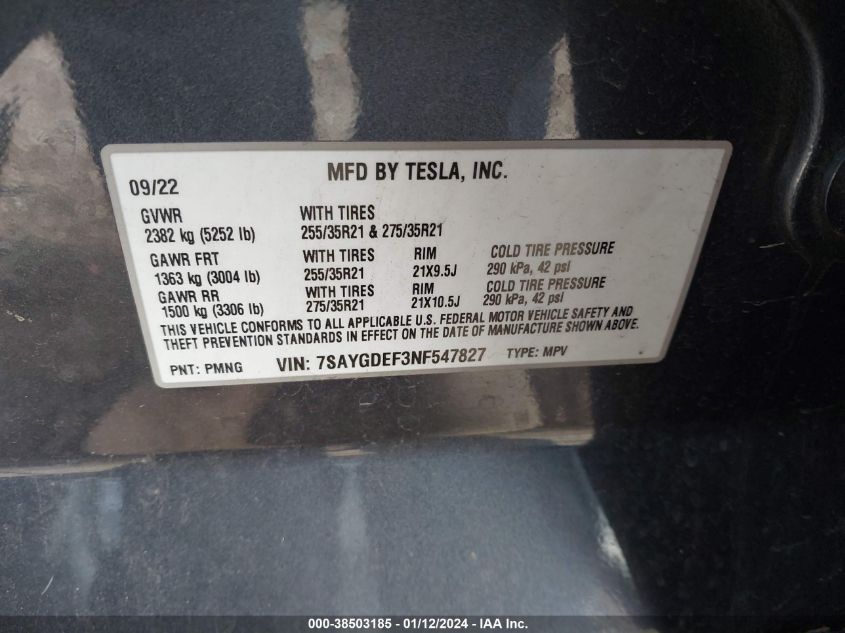 MFD BY TESLA, INC.
09/22
GVWR WITH TIRES
2382 kg (5252 lb) 255/35R21 & 275/35R21
GAWR FRT WITH TIRES RIM COLD TIRE PRESSURE
1363 kg (3004 lb) 255/35R21 21X9.5J 290 kPa, 42 psi
GAWR RR WITH TIRES RIM COLD TIRE PRESSURE
1500 kg (3306 lb) 275/35R21 21X10.5J 290 kPa, 42 psi
THIS VEHICLE CONFORMS TO ALL APPLICABLE U.S. FEDERAL MOTOR VEHICLE SAFETY AND
THEFT PREVENTION STANDARDS IN EFFECT ON THE DATE OF MANUFACTURE SHOWN ABOVE.
PNT: PMNG VIN: 7SAYGDEF3NF547827 TYPE: MPV
000-38503185 - 01/12/2024 - IAA Inc.